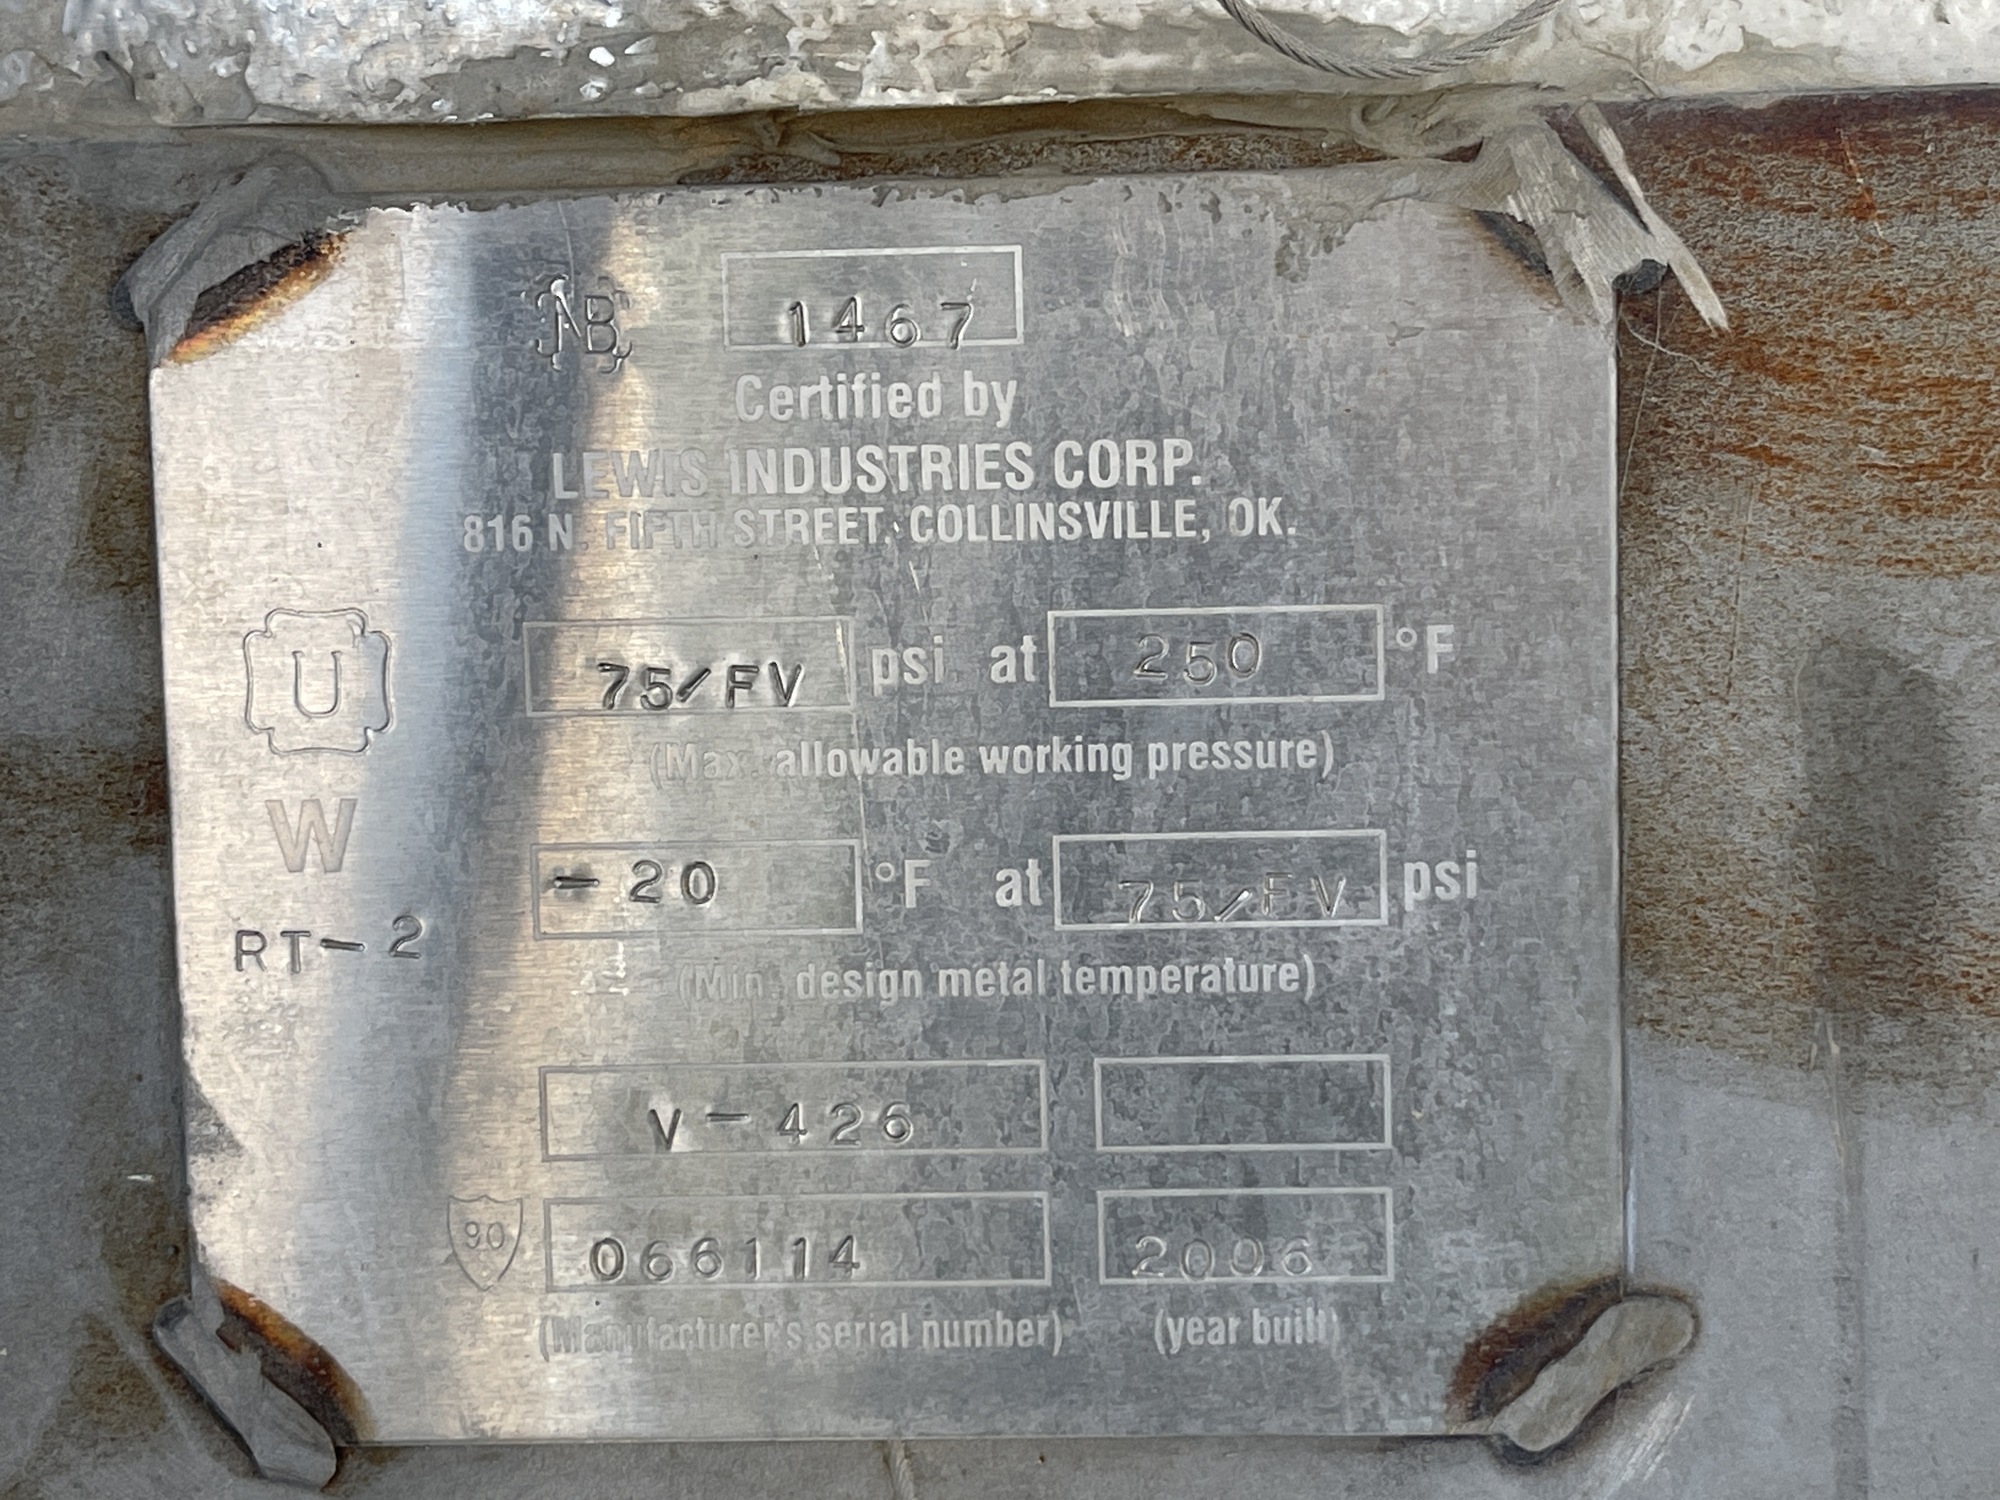 NB 1467
Certified by
LEWIS INDUSTRIES CORP.
816 N. FIFTH STREET, COLLINSVILLE, OK.
U
75/FV psi at 250 °F
(Max. allowable working pressure)
W
-20 °F at 75/FV psi
RT-2
(Min. design metal temperature)
V-426
90 066114 2006
(Manufacturer's serial number) (year built)